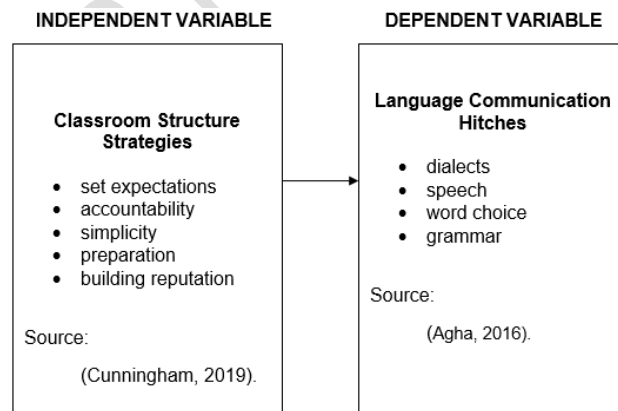 INDEPENDENT VARIABLE
Classroom Structure
Strategies
• set expectations
• accountability
• simplicity
• preparation
• building reputation
Source:
(Cunningham, 2019).
DEPENDENT VARIABLE
Language Communication
Hitches
• dialects
• speech
• word choice
• grammar
Source:
(Agha, 2016).